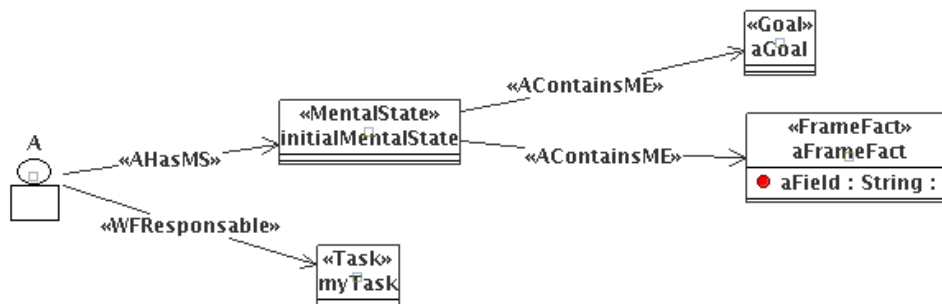 «Goal»
aGoal
«AContainsME»
«MentalState»
initialMentalState
«FrameFact»
aFrameFact
A
«AHasMS»
«AContainsME»
aField : String :
«WFResponsable»
«Task»
myTask